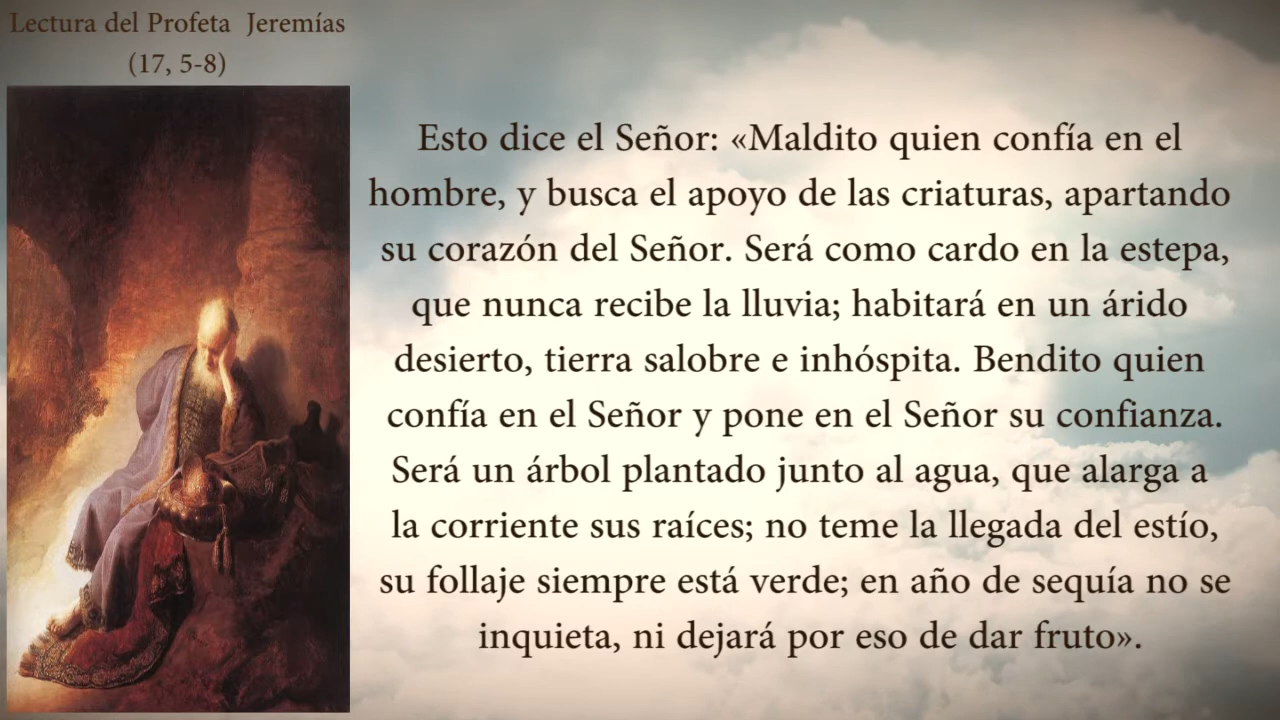 Lectura del Profeta Jeremías
(17, 5-8)
Esto dice el Señor: «Maldito quien confía en el
hombre, y busca el apoyo de las criaturas, apartando
su corazón del Señor. Será como cardo en la estepa,
que nunca recibe la lluvia; habitará en un árido
desierto, tierra salobre e inhóspita. Bendito quien
confía en el Señor y pone en el Señor su confianza.
Será un árbol plantado junto al agua, que alarga a
la corriente sus raíces; no teme la llegada del estío,
su follaje siempre está verde; en año de sequía no se
inquieta, ni dejará por eso de dar fruto».